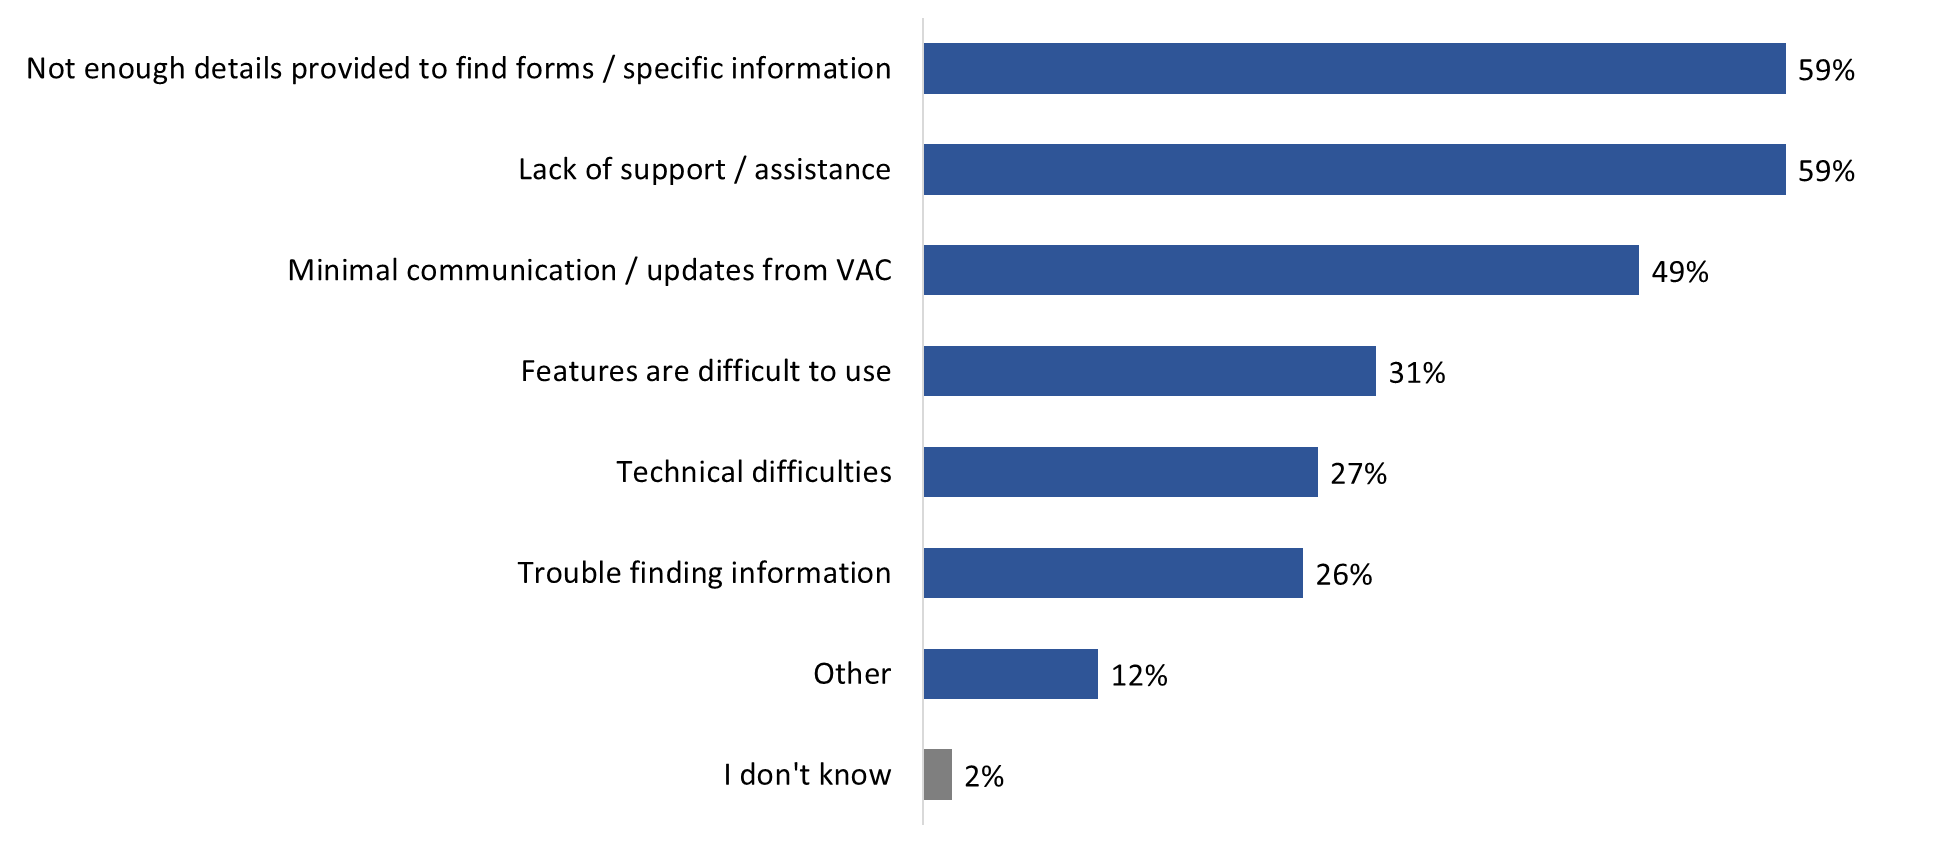 Not enough details provided to find forms / specific information 59%
Lack of support / assistance 59%
Minimal communication / updates from VAC 49%
Features are difficult to use 31%
Technical difficulties 27%
Trouble finding information 26%
Other 12%
I don't know 2%